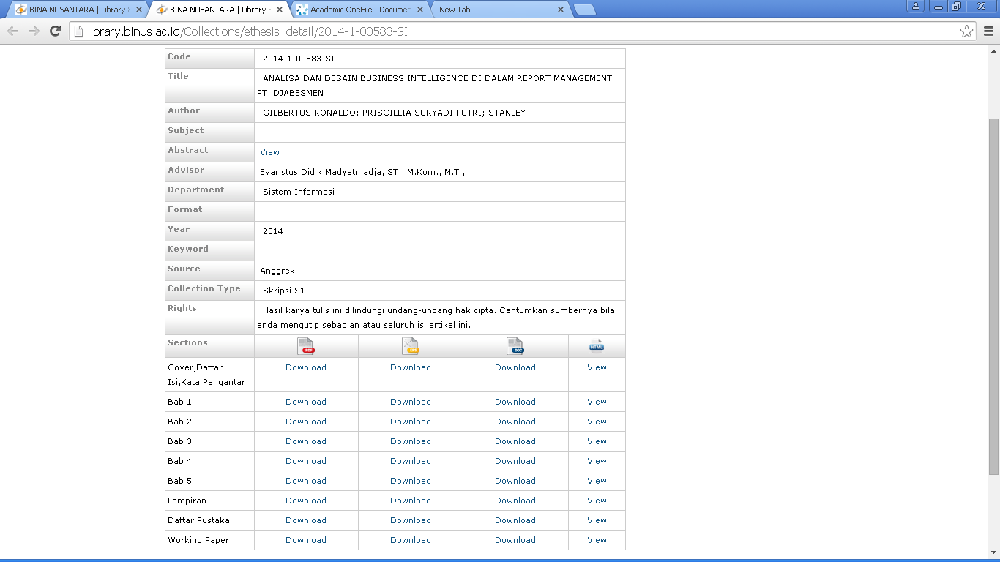 BINA NUSANTARA | Library &
BINA NUSANTARA | Library &
Academic OneFile - Documen
New Tab
library.binus.ac.id/Collections/ethesis_detail/2014-1-00583-SI
Code 2014-1-00583-SI
Title ANALISA DAN DESAIN BUSINESS INTELLIGENCE DI DALAM REPORT MANAGEMENT
PT. DJABESMEN
Author GILBERTUS RONALDO; PRISCILLIA SURYADI PUTRI; STANLEY
Subject
Abstract View
Advisor Evaristus Didik Madyatmadja, ST., M.Kom., M.T ,
Department Sistem Informasi
Format
Year 2014
Keyword
Source Anggrek
Collection Type Skripsi S1
Rights Hasil karya tulis ini dilindungi undang-undang hak cipta. Cantumkan sumbernya bila
anda mengutip sebagian atau seluruh isi artikel ini.
Sections PDF EPS DOC HTML
Cover,Daftar Download Download Download View
Isi,Kata Pengantar
Bab 1 Download Download Download View
Bab 2 Download Download Download View
Bab 3 Download Download Download View
Bab 4 Download Download Download View
Bab 5 Download Download Download View
Lampiran Download Download Download View
Daftar Pustaka Download Download Download View
Working Paper Download Download Download View